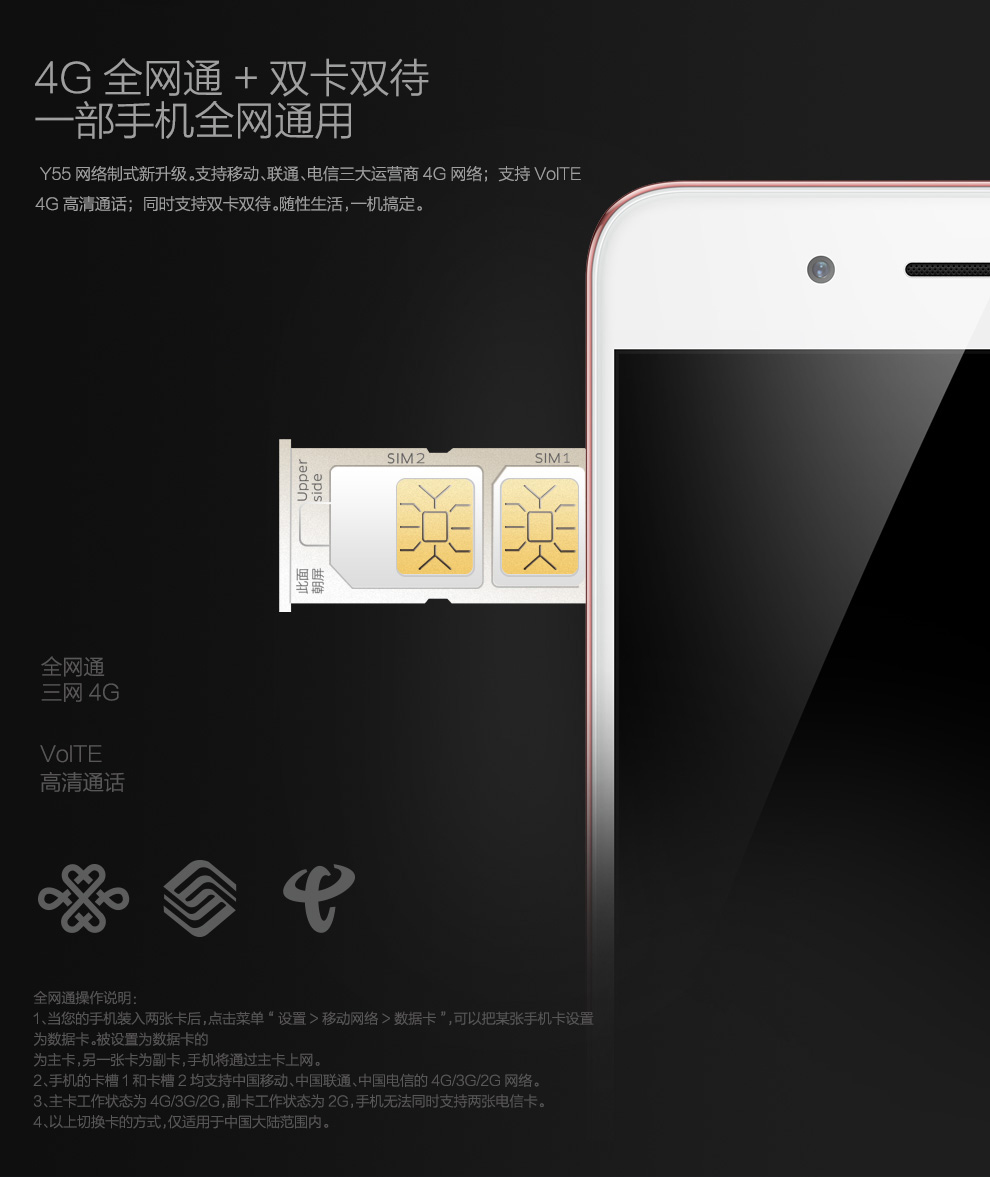 4G 全网通 + 双卡双待
一部手机全网通用
Y55 网络制式新升级。支持移动、联通、电信三大运营商 4G 网络；支持 VolTE
4G 高清通话；同时支持双卡双待。随性生活，一机搞定。
SIM2
SIM1
Upper
side
此面
朝屏
全网通
三网 4G
VolTE
高清通话
全网通操作说明：
1、当您的手机装入两张卡后，点击菜单 “ 设置 > 移动网络 > 数据卡 ”，可以把某张手机卡设置
为数据卡。被设置为数据卡的
为主卡，另一张卡为副卡，手机将通过主卡上网。
2、手机的卡槽 1 和卡槽 2 均支持中国移动、中国联通、中国电信的 4G/3G/2G 网络。
3、主卡工作状态为 4G/3G/2G，副卡工作状态为 2G，手机无法同时支持两张电信卡。
4、以上切换卡的方式，仅适用于中国大陆范围内。